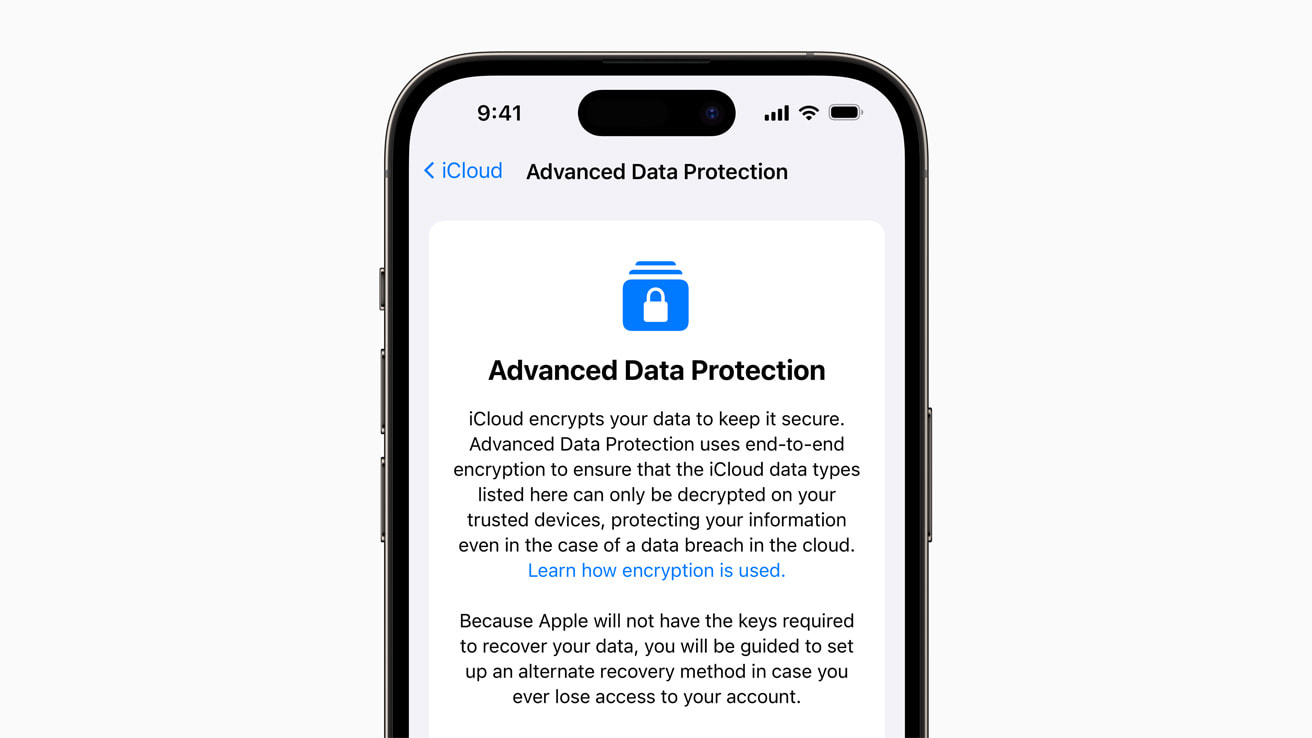 9:41
iCloud Advanced Data Protection
Advanced Data Protection
iCloud encrypts your data to keep it secure.
Advanced Data Protection uses end-to-end
encryption to ensure that the iCloud data types
listed here can only be decrypted on your
trusted devices, protecting your information
even in the case of a data breach in the cloud.
Learn how encryption is used.
Because Apple will not have the keys required
to recover your data, you will be guided to set
up an alternate recovery method in case you
ever lose access to your account.